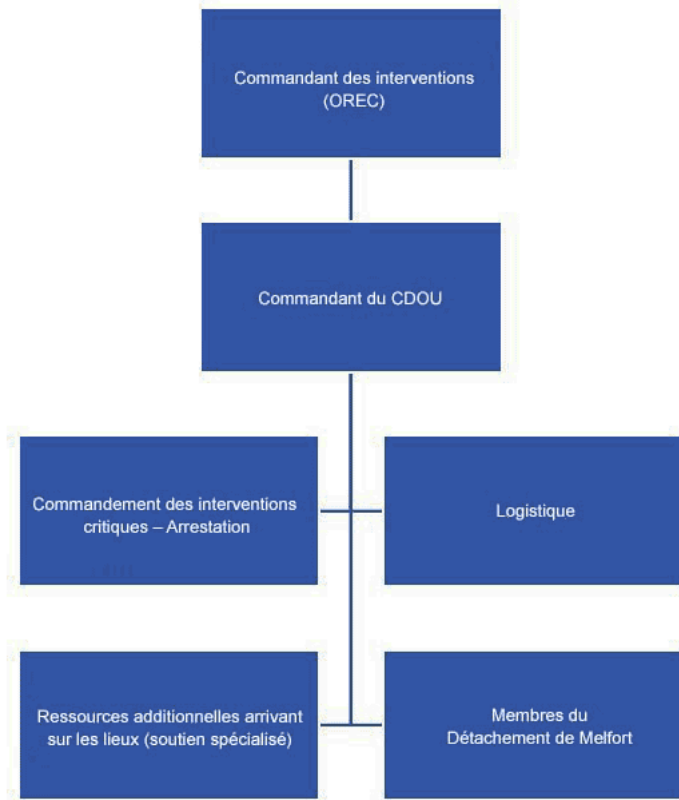 Commandant des interventions
(OREC)
Commandant du CDOU
Commandement des interventions
critiques – Arrestation
Logistique
Ressources additionnelles arrivant
sur les lieux (soutien spécialisé)
Membres du
Détachement de Melfort